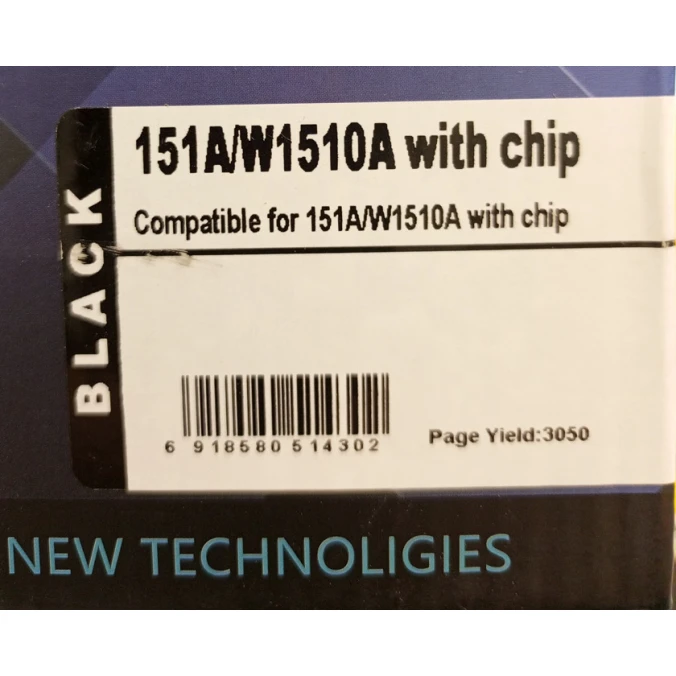 151A/W1510A with chip
Compatible for 151A/W1510A with chip
BLACK
6 918580 514302
Page Yield:3050
NEW TECHNOLIGIES